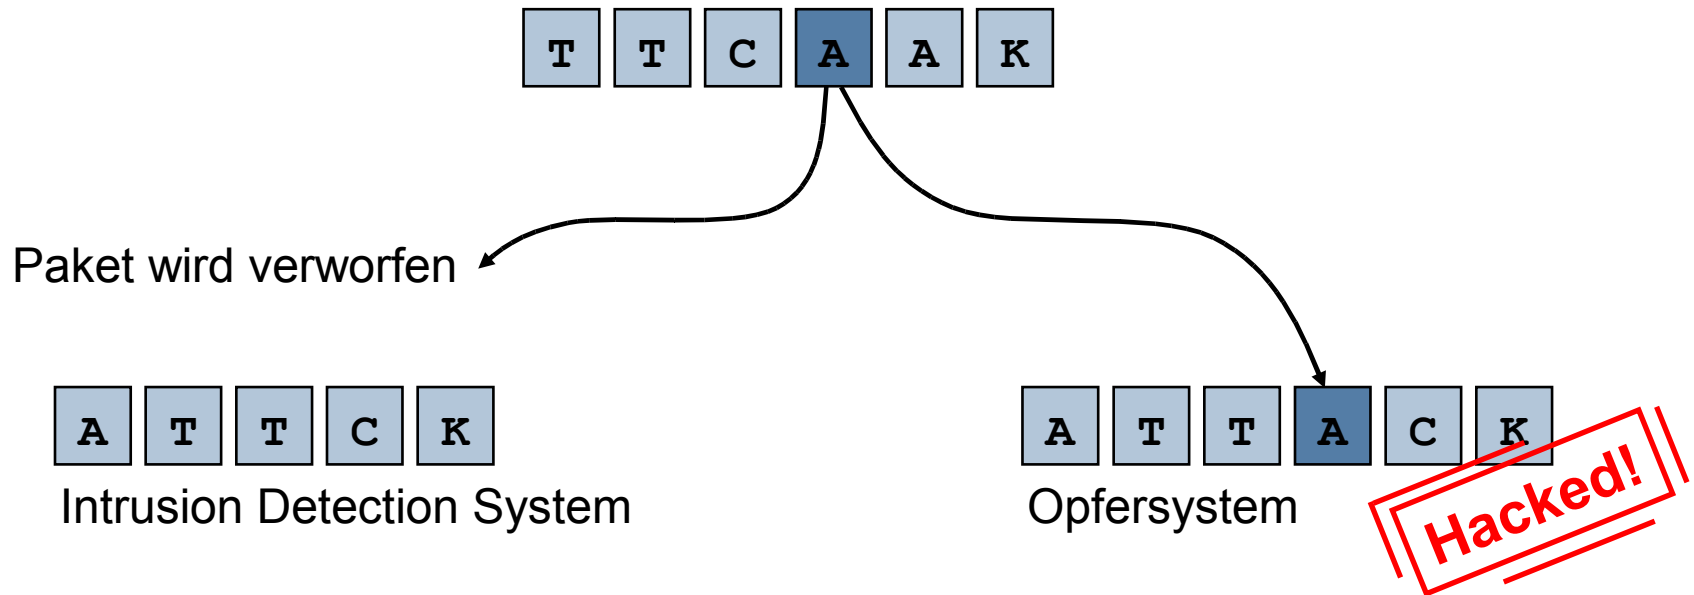 T T C A A K
Paket wird verworfen
A T T C K
A T T A C K
Intrusion Detection System
Opfersystem
Hacked!